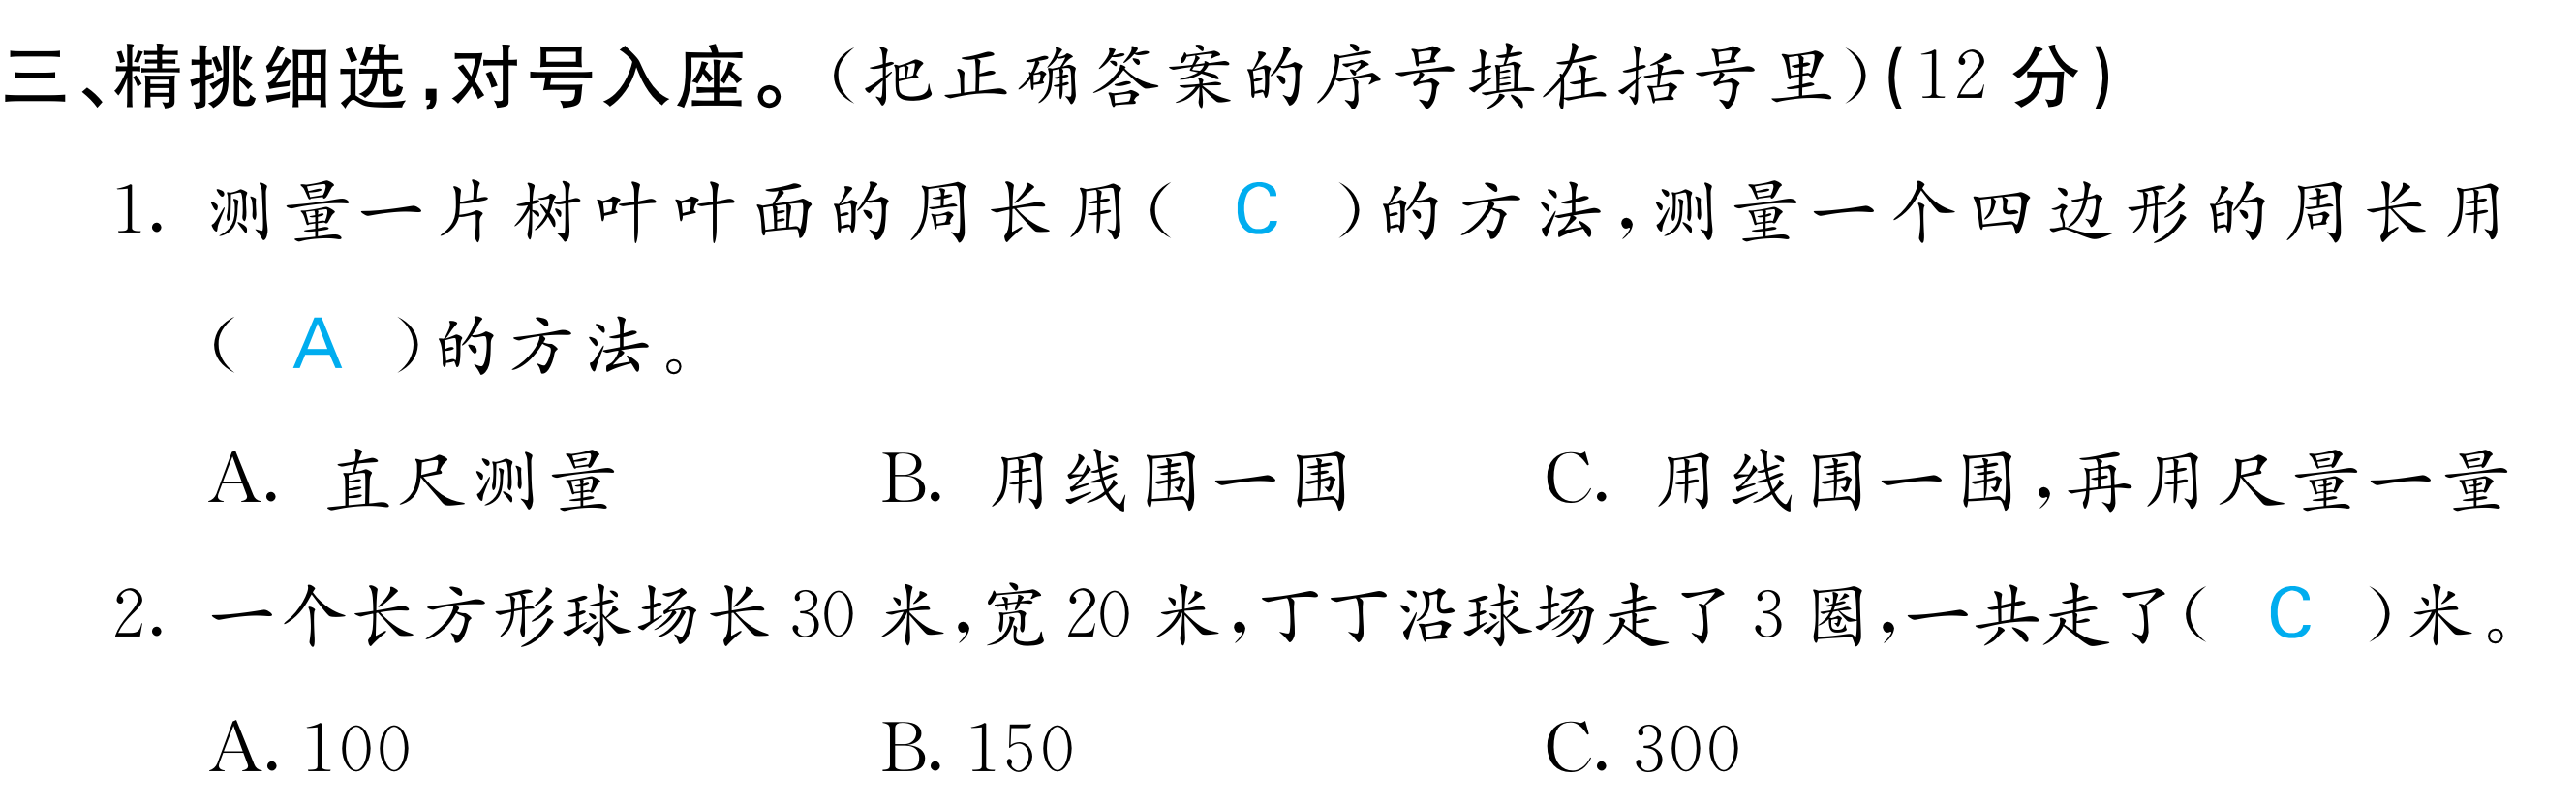 三、精挑细选,对号入座。(把正确答案的序号填在括号里)(12 分)
1. 测量一片树叶叶面的周长用( C )的方法,测量一个四边形的周长用
( A )的方法。
A. 直尺测量 B. 用线围一围 C. 用线围一围,再用尺量一量
2. 一个长方形球场长 30 米,宽 20 米,丁丁沿球场走了 3 圈,一共走了( C )米。
A. 100 B. 150 C. 300